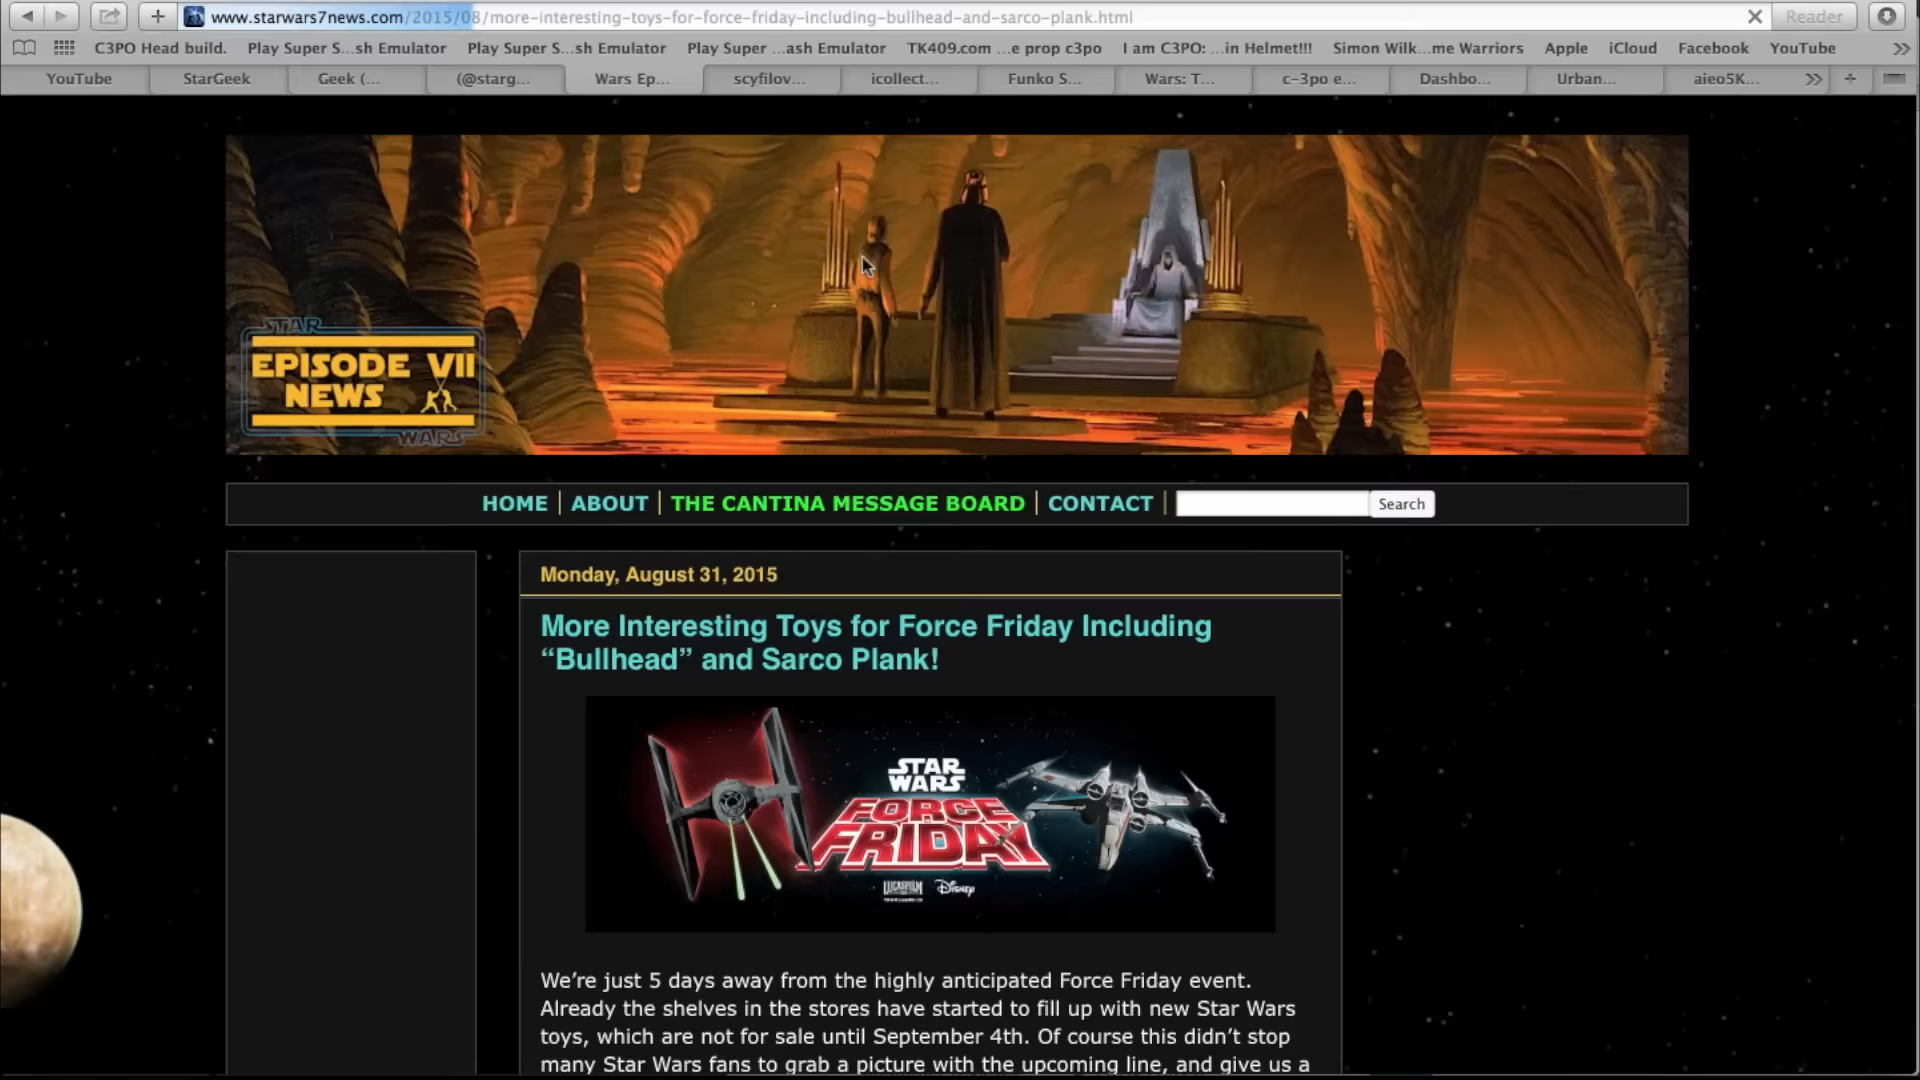 www.starwars7news.com/2015/08/more-interesting-toys-for-force-friday-including-bullhead-and-sarco-plank.html
Reader
C3PO Head build. Play Super S...sh Emulator Play Super S...sh Emulator Play Super ...ash Emulator TK409.com ...e prop c3po I am C3PO: ...in Helmet!!! Simon Wilk...me Warriors Apple iCloud Facebook YouTube
YouTube StarGeek Geek (... (@starg... Wars Ep... scyfilov... icollect... Funko S... Wars: T... c-3po e... Dashbo... Urban... aieo5K...
STAR
EPISODE VII
NEWS
WARS
HOME | ABOUT | THE CANTINA MESSAGE BOARD | CONTACT | Search
Monday, August 31, 2015
More Interesting Toys for Force Friday Including
“Bullhead” and Sarco Plank!
STAR
WARS
FORCE
FRIDAY
LUCASFILM Disney
We’re just 5 days away from the highly anticipated Force Friday event.
Already the shelves in the stores have started to fill up with new Star Wars
toys, which are not for sale until September 4th. Of course this didn’t stop
many Star Wars fans to grab a picture with the upcoming line, and give us a